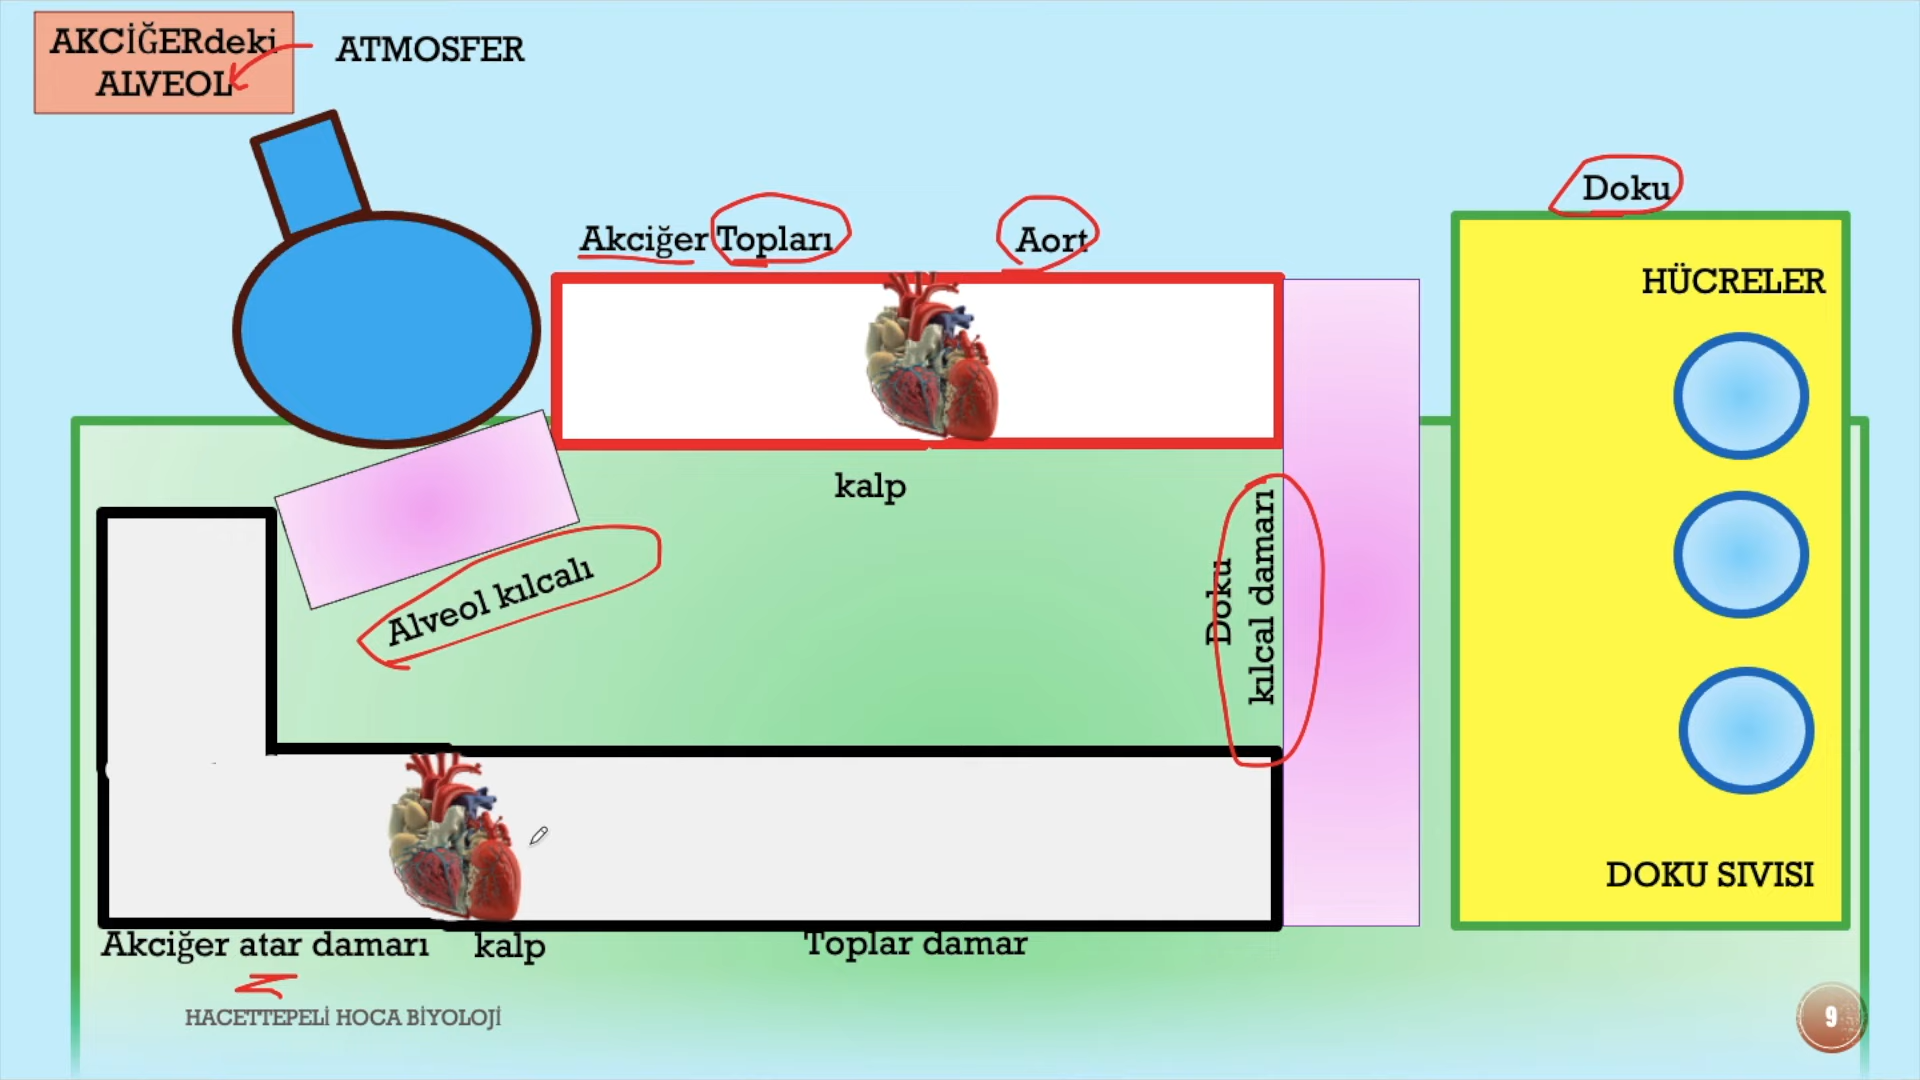 AKCİĞERdeki
ALVEOL
ATMOSFER
Doku
Akciğer Topları
Aort
HÜCRELER
kalp
Alveol kılcalı
Doku
kılcal damarı
DOKU SIVISI
Akciğer atar damarı
kalp
Toplar damar
HACETTEPELİ HOCA BİYOLOJİ
9